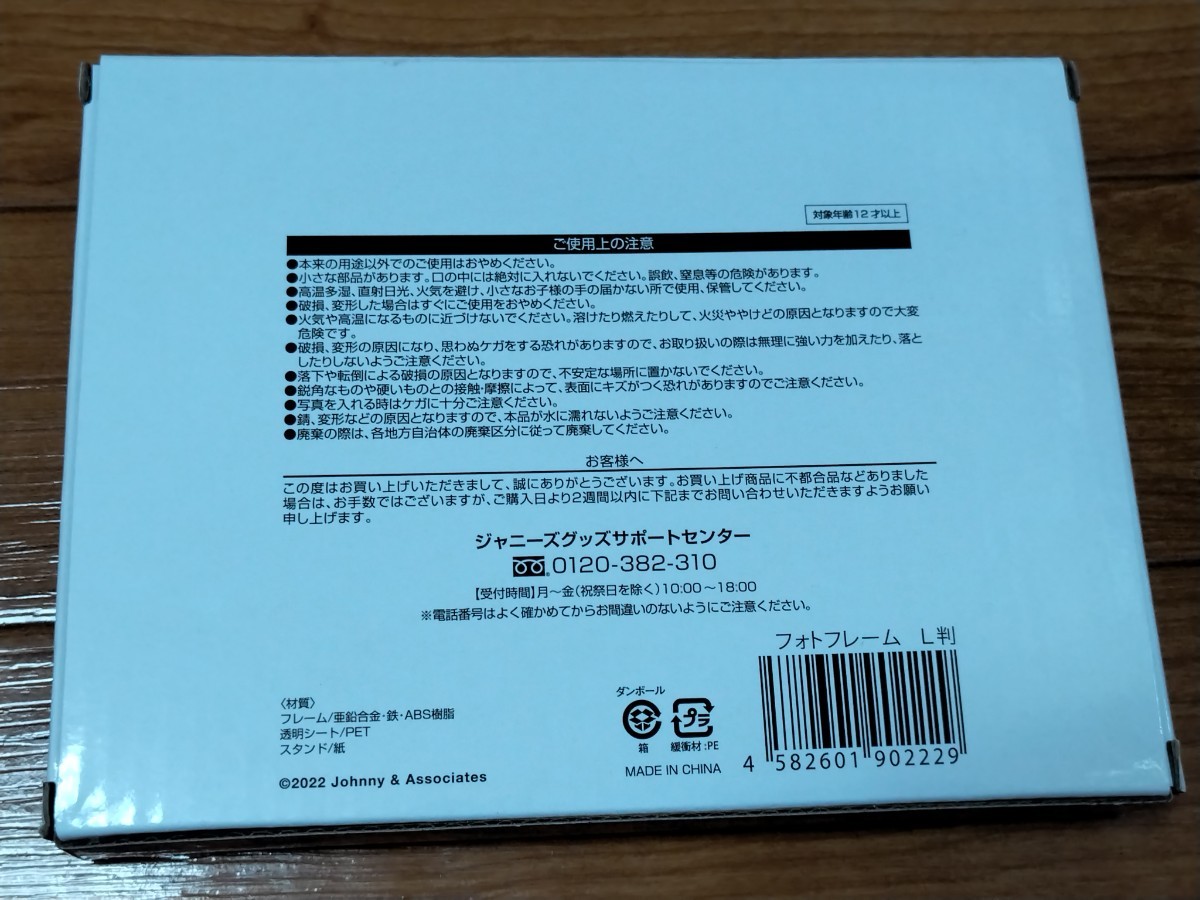 対象年齢12才以上
ご使用上の注意
●本来の用途以外でのご使用はおやめください。
●小さな部品があります。口の中には絶対に入れないでください。誤飲、窒息等の危険があります。
●高温多湿、直射日光、火気を避け、小さなお子様の手の届かない所で使用、保管してください。
●破損、変形した場合はすぐにご使用をおやめください。
●火気や高温になるものに近づけないでください。溶けたり燃えたりして、火災ややけどの原因となりますので大変
危険です。
●破損、変形の原因になり、思わぬケガをする恐れがありますので、お取り扱いの際は無理に強い力を加えたり、落と
したりしないようご注意ください。
●落下や転倒による破損の原因となりますので、不安定な場所に置かないでください。
●鋭角なものや硬いものとの接触・摩擦によって、表面にキズがつく恐れがありますのでご注意ください。
●写真を入れる時はケガに十分ご注意ください。
●錆、変形などの原因となりますので、本品が水に濡れないようご注意ください。
●廃棄の際は、各地方自治体の廃棄区分に従って廃棄してください。
お客様へ
この度はお買い上げいただきまして、誠にありがとうございます。お買い上げ商品に不都合品などありました
場合は、お手数ではございますが、ご購入日より2週間以内に下記までお問い合わせいただきますようお願い
申し上げます。
ジャニーズグッズサポートセンター
0120-382-310
【受付時間】月～金(祝祭日を除く)10:00～18:00
※電話番号はよく確かめてからお間違いのないようにご注意ください。
フォトフレーム L判
〈材質〉
フレーム/亜鉛合金・鉄・ABS樹脂
透明シート/PET
スタンド/紙
©2022 Johnny & Associates
ダンボール
箱
プラ
緩衝材:PE
MADE IN CHINA
4 582601 902229